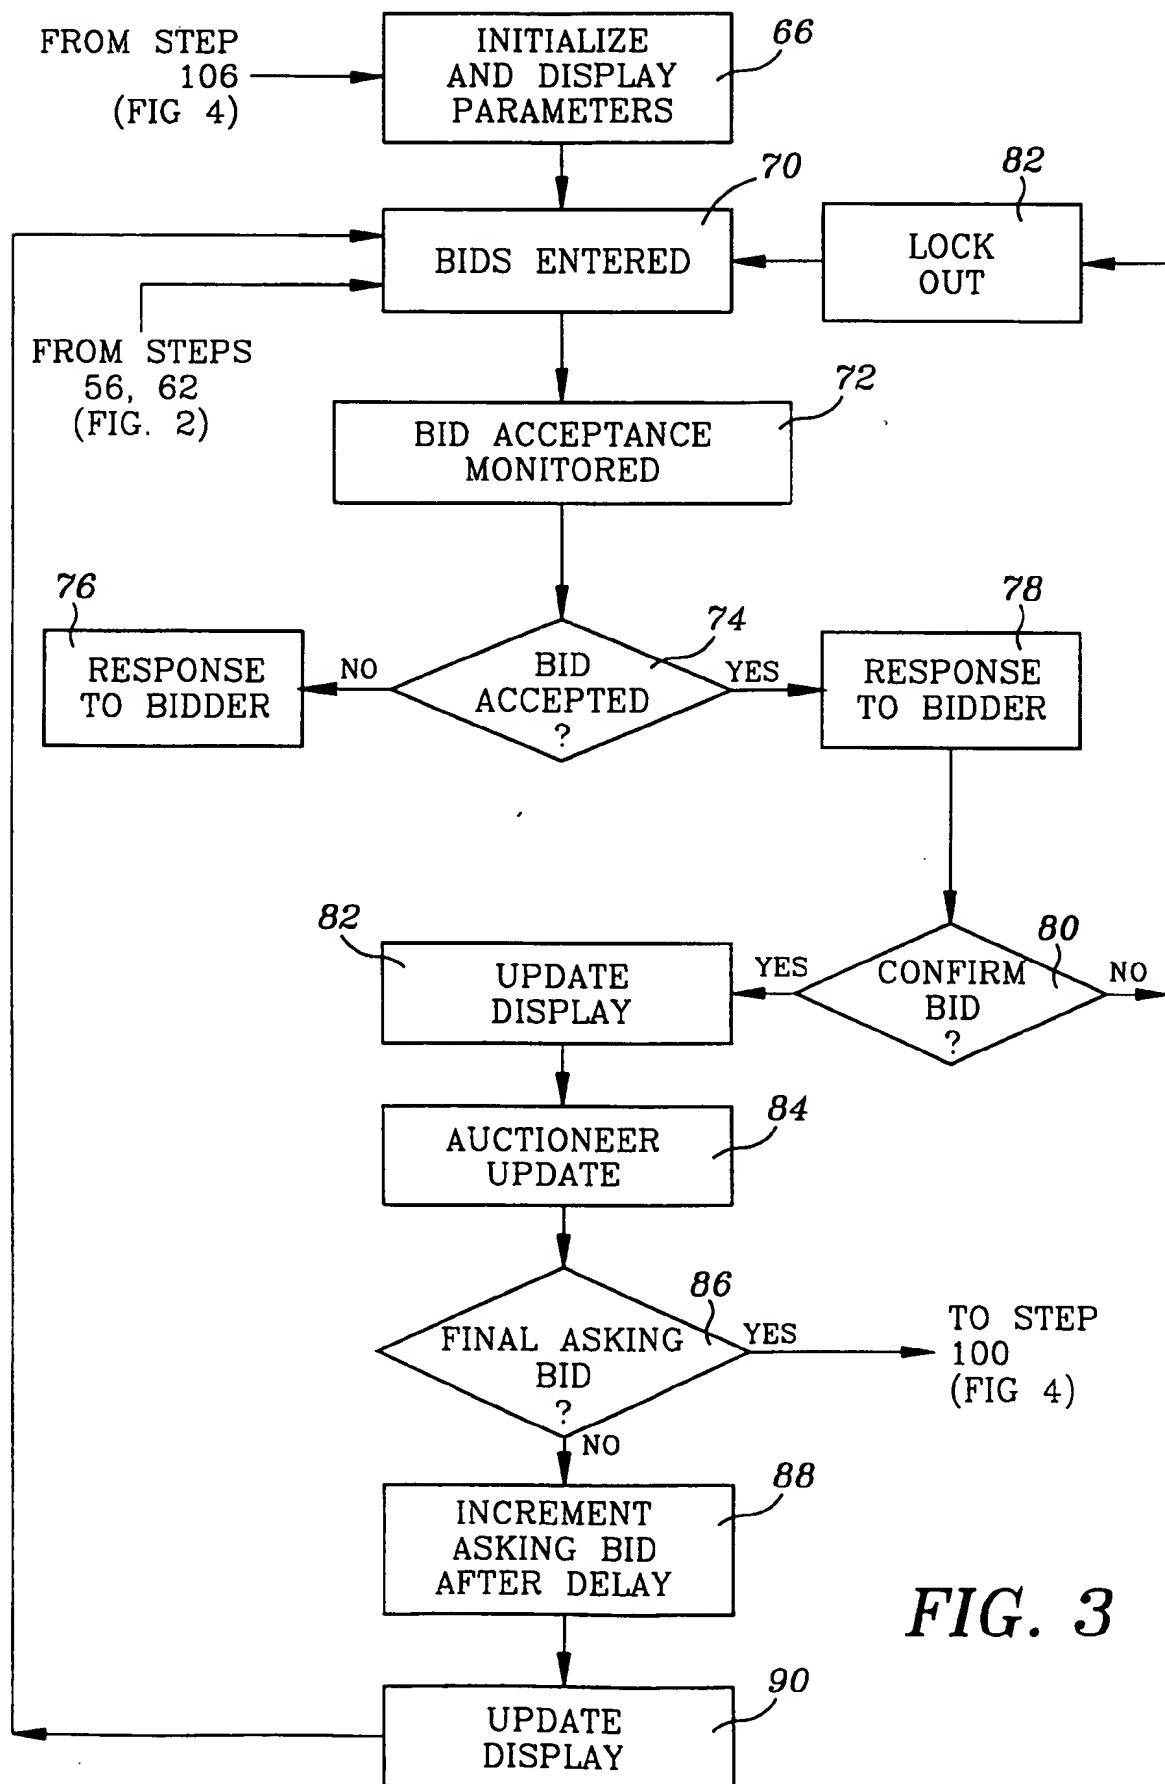 FROM STEP
106
(FIG 4)
INITIALIZE
AND DISPLAY
PARAMETERS
66
70
BIDS ENTERED
82
LOCK
OUT
FROM STEPS
56, 62
(FIG. 2)
72
BID ACCEPTANCE
MONITORED
76
RESPONSE
TO BIDDER
NO
74
BID
ACCEPTED
?
YES
78
RESPONSE
TO BIDDER
82
UPDATE
DISPLAY
YES
80
CONFIRM
BID
?
NO
84
AUCTIONEER
UPDATE
86
FINAL ASKING
BID
?
YES
TO STEP
100
(FIG 4)
NO
88
INCREMENT
ASKING BID
AFTER DELAY
FIG. 3
90
UPDATE
DISPLAY